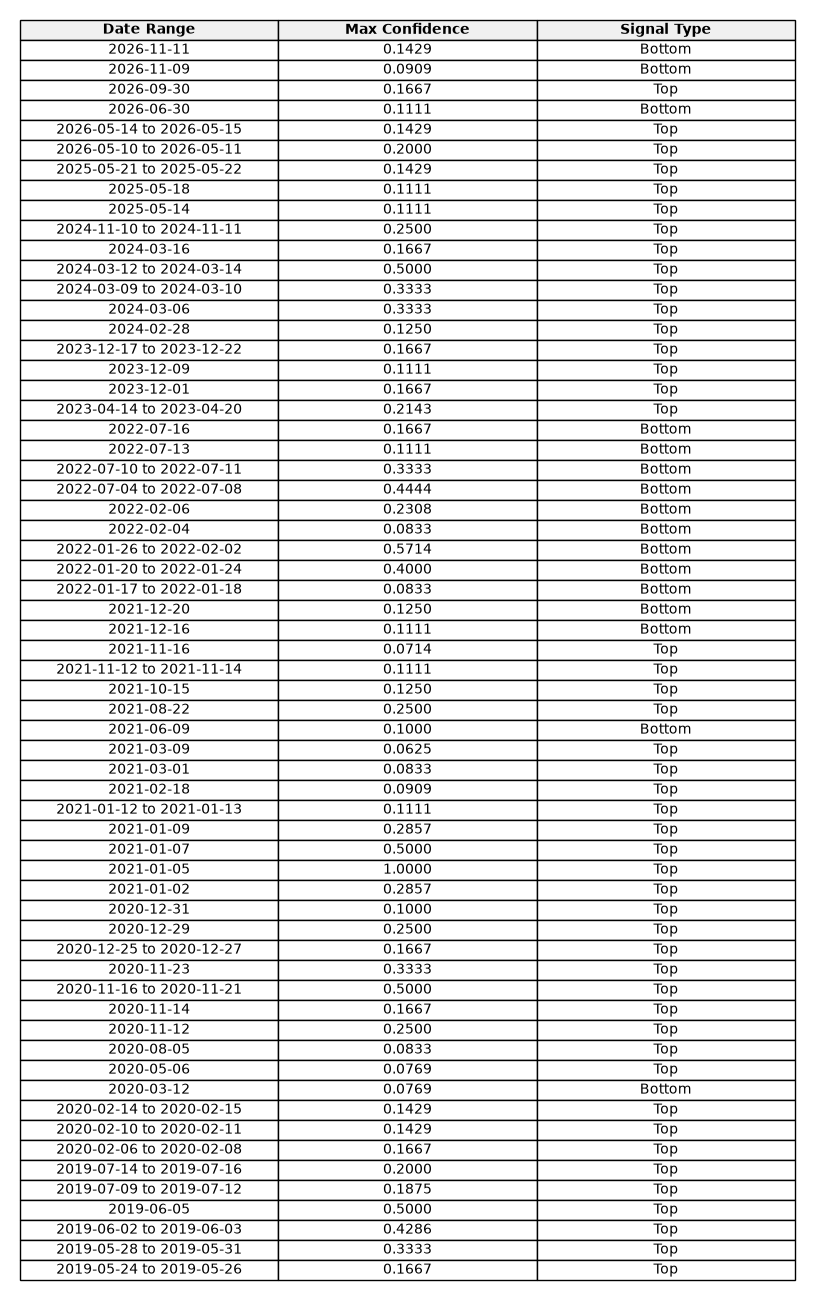 Date Range Max Confidence Signal Type
2026-11-11 0.1429 Bottom
2026-11-09 0.0909 Bottom
2026-09-30 0.1667 Top
2026-06-30 0.1111 Bottom
2026-05-14 to 2026-05-15 0.1429 Top
2026-05-10 to 2026-05-11 0.2000 Top
2025-05-21 to 2025-05-22 0.1429 Top
2025-05-18 0.1111 Top
2025-05-14 0.1111 Top
2024-11-10 to 2024-11-11 0.2500 Top
2024-03-16 0.1667 Top
2024-03-12 to 2024-03-14 0.5000 Top
2024-03-09 to 2024-03-10 0.3333 Top
2024-03-06 0.3333 Top
2024-02-28 0.1250 Top
2023-12-17 to 2023-12-22 0.1667 Top
2023-12-09 0.1111 Top
2023-12-01 0.1667 Top
2023-04-14 to 2023-04-20 0.2143 Top
2022-07-16 0.1667 Bottom
2022-07-13 0.1111 Bottom
2022-07-10 to 2022-07-11 0.3333 Bottom
2022-07-04 to 2022-07-08 0.4444 Bottom
2022-02-06 0.2308 Bottom
2022-02-04 0.0833 Bottom
2022-01-26 to 2022-02-02 0.5714 Bottom
2022-01-20 to 2022-01-24 0.4000 Bottom
2022-01-17 to 2022-01-18 0.0833 Bottom
2021-12-20 0.1250 Bottom
2021-12-16 0.1111 Bottom
2021-11-16 0.0714 Top
2021-11-12 to 2021-11-14 0.1111 Top
2021-10-15 0.1250 Top
2021-08-22 0.2500 Top
2021-06-09 0.1000 Bottom
2021-03-09 0.0625 Top
2021-03-01 0.0833 Top
2021-02-18 0.0909 Top
2021-01-12 to 2021-01-13 0.1111 Top
2021-01-09 0.2857 Top
2021-01-07 0.5000 Top
2021-01-05 1.0000 Top
2021-01-02 0.2857 Top
2020-12-31 0.1000 Top
2020-12-29 0.2500 Top
2020-12-25 to 2020-12-27 0.1667 Top
2020-11-23 0.3333 Top
2020-11-16 to 2020-11-21 0.5000 Top
2020-11-14 0.1667 Top
2020-11-12 0.2500 Top
2020-08-05 0.0833 Top
2020-05-06 0.0769 Top
2020-03-12 0.0769 Bottom
2020-02-14 to 2020-02-15 0.1429 Top
2020-02-10 to 2020-02-11 0.1429 Top
2020-02-06 to 2020-02-08 0.1667 Top
2019-07-14 to 2019-07-16 0.2000 Top
2019-07-09 to 2019-07-12 0.1875 Top
2019-06-05 0.5000 Top
2019-06-02 to 2019-06-03 0.4286 Top
2019-05-28 to 2019-05-31 0.3333 Top
2019-05-24 to 2019-05-26 0.1667 Top